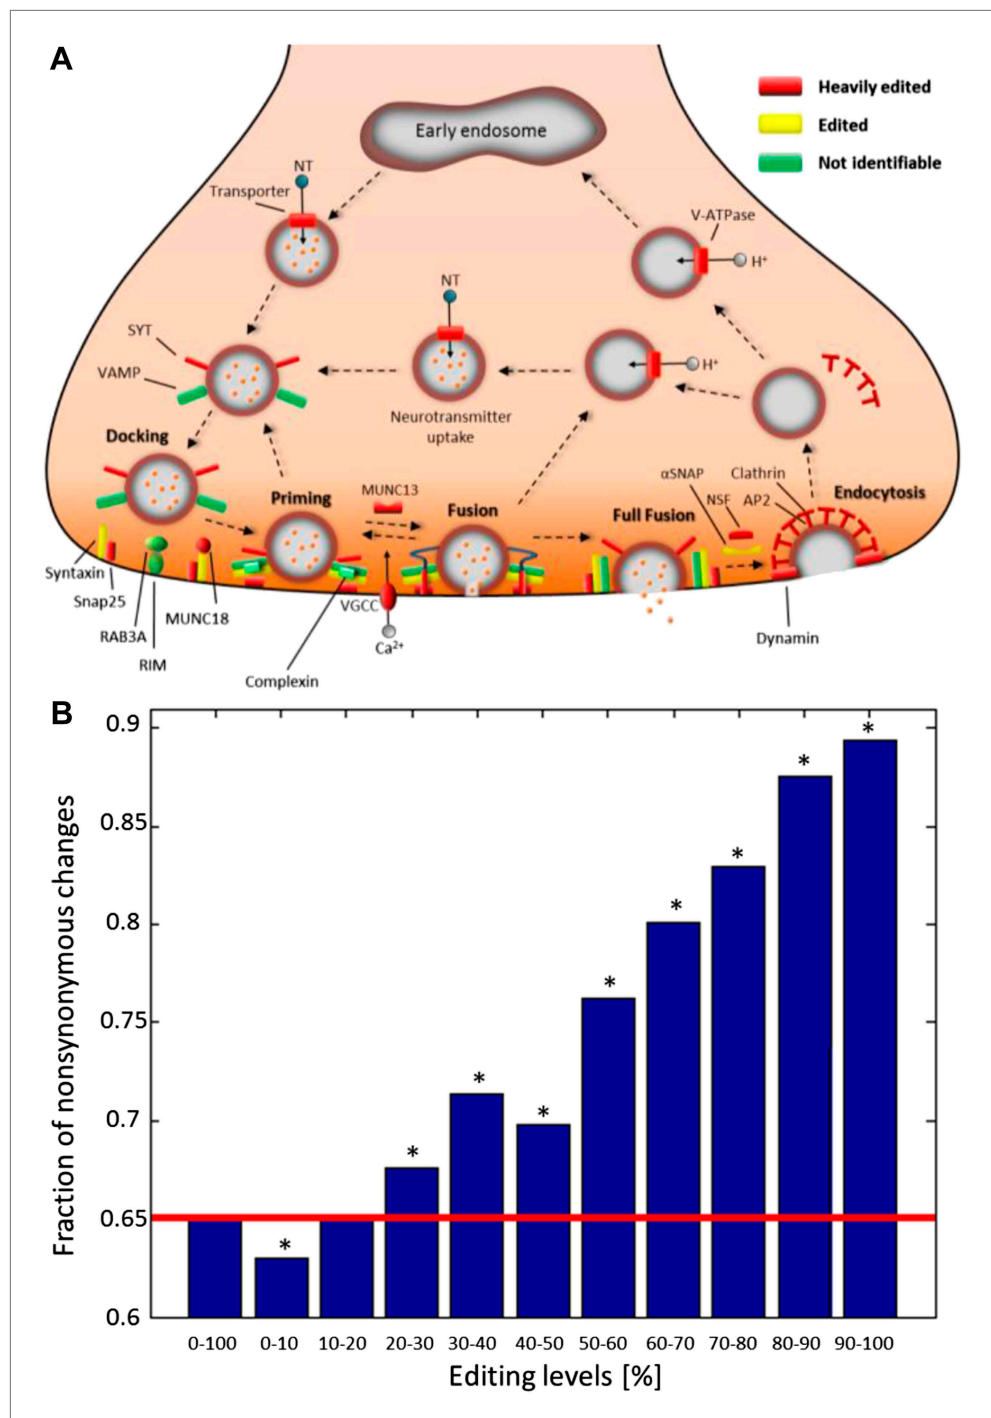 A
Heavily edited
Edited
Not identifiable
Early endosome
NT
Transporter
V-ATPase
H⁺
NT
SYT
VAMP
H⁺
Neurotransmitter
uptake
Docking
Priming
MUNC13
Fusion
Full Fusion
αSNAP
NSF
Clathrin
AP2
Endocytosis
Syntaxin
Snap25
RAB3A
RIM
MUNC18
Complexin
VGCC
Ca²⁺
Dynamin
B
Fraction of nonsynonymous changes
0.9
0.85
0.8
0.75
0.7
0.65
0.6
* * * * * * * * *
0-100 0-10 10-20 20-30 30-40 40-50 50-60 60-70 70-80 80-90 90-100
Editing levels [%]